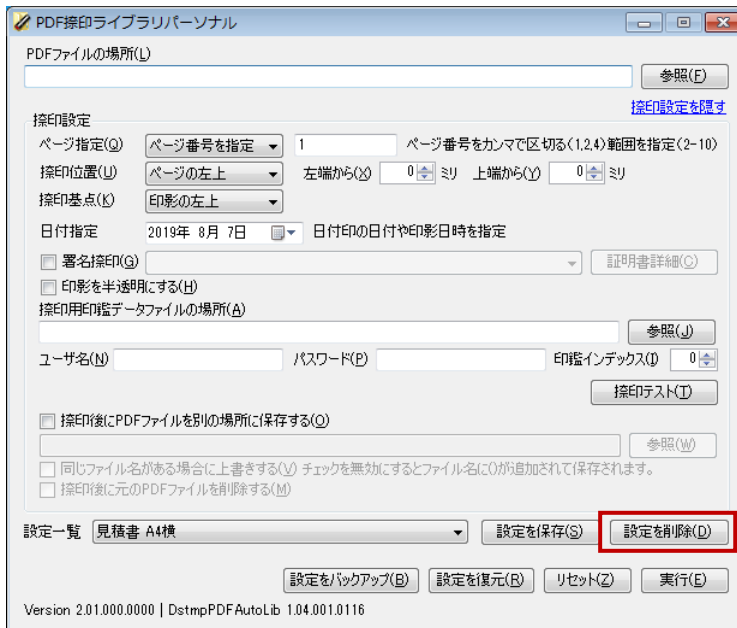 PDF捺印ライブラリパーソナル
PDFファイルの場所(L)
参照(F)
捺印設定を隠す
捺印設定
ページ指定(Q) ページ番号を指定 1 ページ番号をカンマで区切る(1,2,4)範囲を指定(2-10)
捺印位置(U) ページの左上 左端から(X) 0 ミリ 上端から(Y) 0 ミリ
捺印基点(K) 印影の左上
日付指定 2019年 8月 7日 日付印の日付や印影日時を指定
署名捺印(G) 証明書詳細(C)
印影を半透明にする(H)
捺印用印鑑データファイルの場所(A)
参照(J)
ユーザ名(N) パスワード(P) 印鑑インデックス(I) 0
捺印テスト(T)
捺印後にPDFファイルを別の場所に保存する(O)
参照(W)
同じファイル名がある場合に上書きする(V) チェックを無効にするとファイル名に()が追加されて保存されます。
捺印後に元のPDFファイルを削除する(M)
設定一覧 見積書 A4横 設定を保存(S) 設定を削除(D)
設定をバックアップ(B) 設定を復元(R) リセット(Z) 実行(E)
Version 2.01.000.0000 | DstmpPDFAutoLib 1.04.001.0116